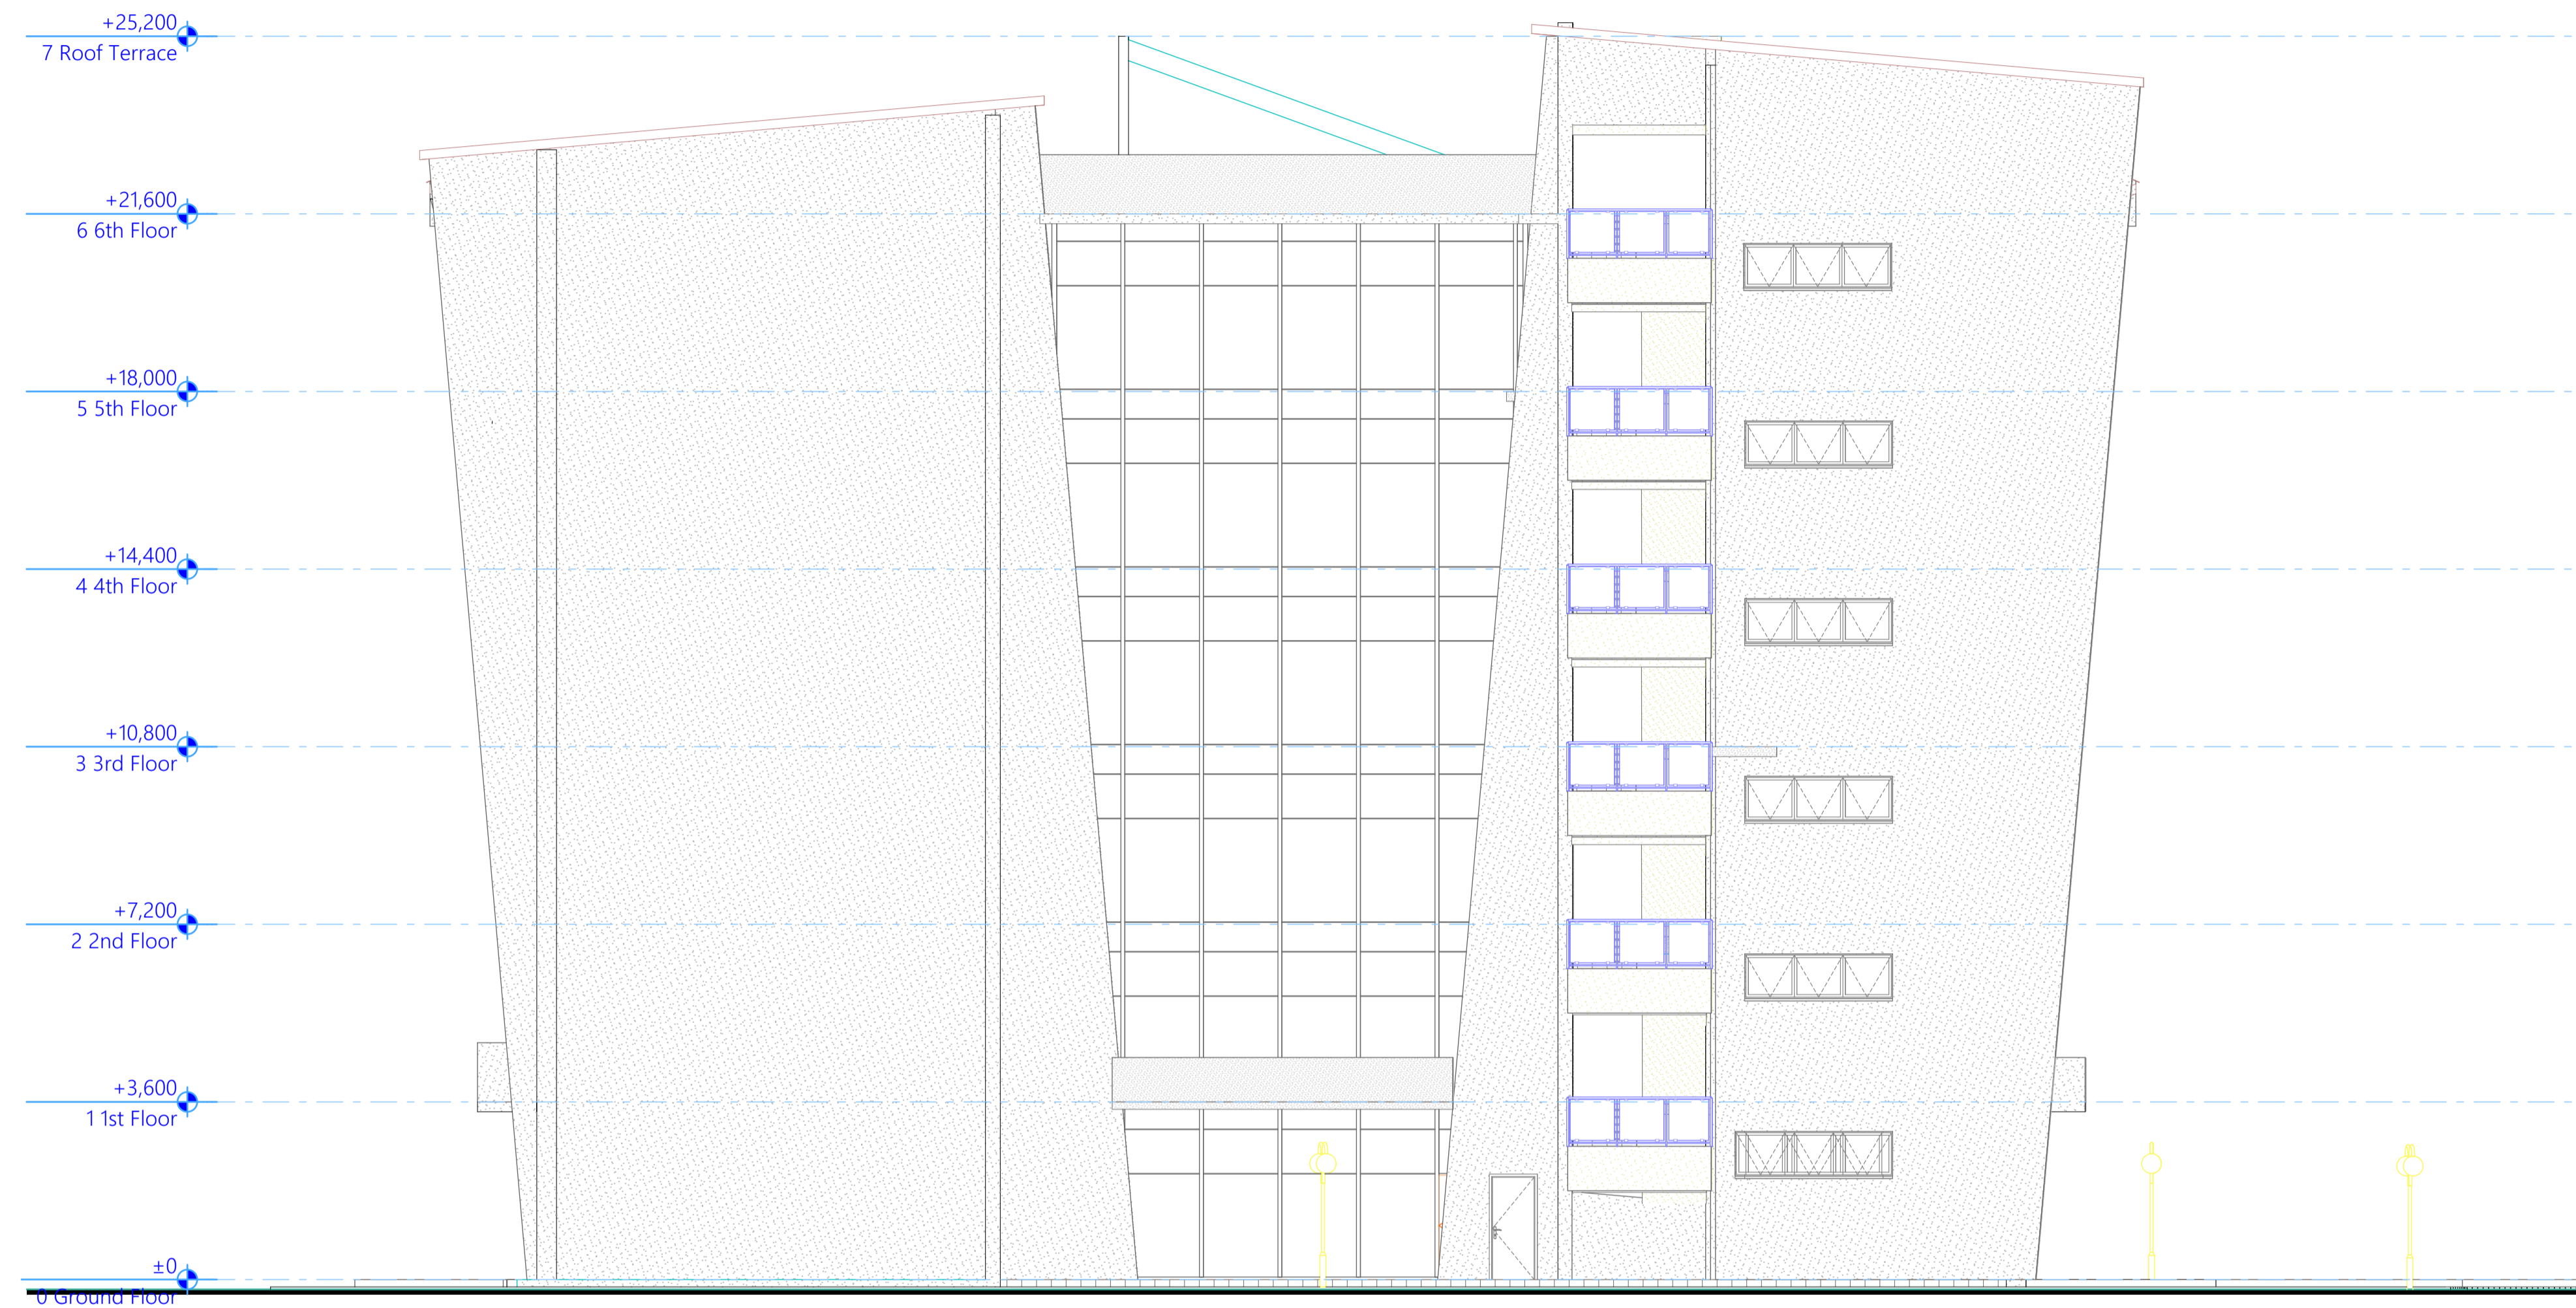 +25,200
7 Roof Terrace
+21,600
6 6th Floor
+18,000
5 5th Floor
+14,400
4 4th Floor
+10,800
3 3rd Floor
+7,200
2 2nd Floor
+3,600
1 1st Floor
±0
0 Ground Floor